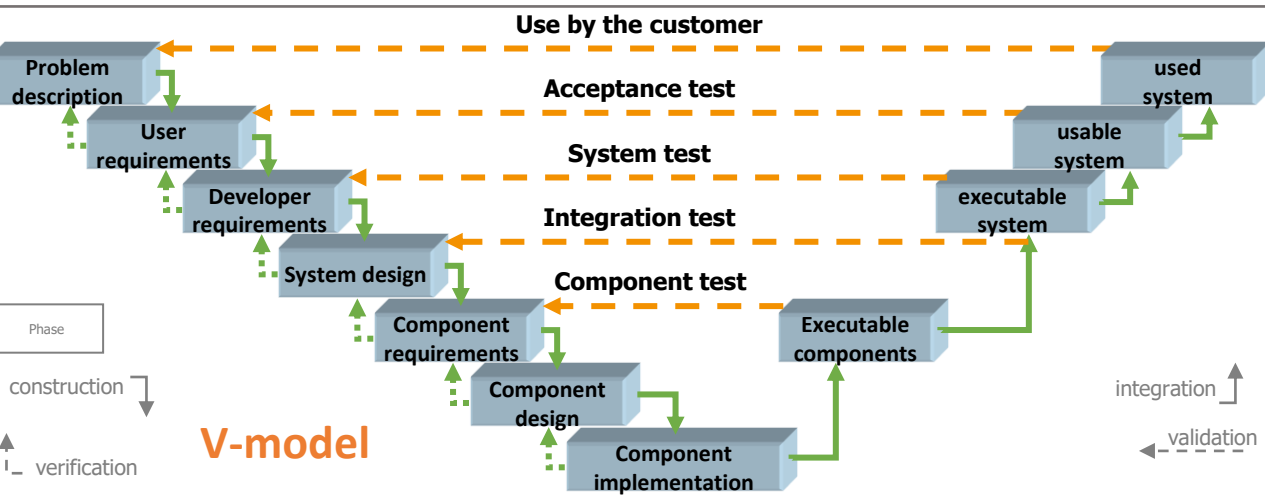 Use by the customer
Problem
description
used
system
Acceptance test
User
requirements
usable
system
System test
Developer
requirements
executable
system
Integration test
System design
Component test
Phase
Component
requirements
Executable
components
construction
Component
design
integration
V-model
verification
Component
implementation
validation